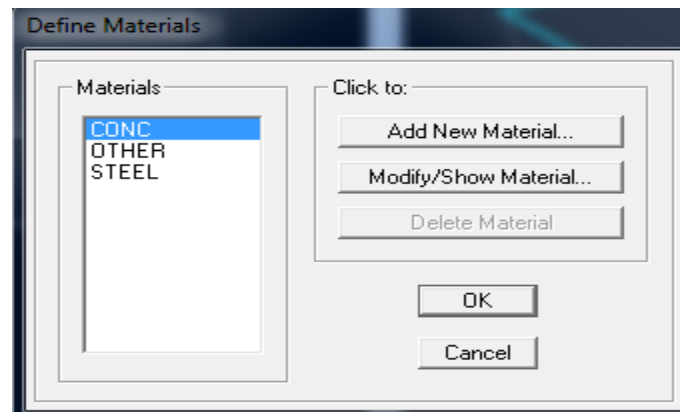 Define Materials
Materials
CONC
OTHER
STEEL
Click to:
Add New Material...
Modify/Show Material...
Delete Material
OK
Cancel